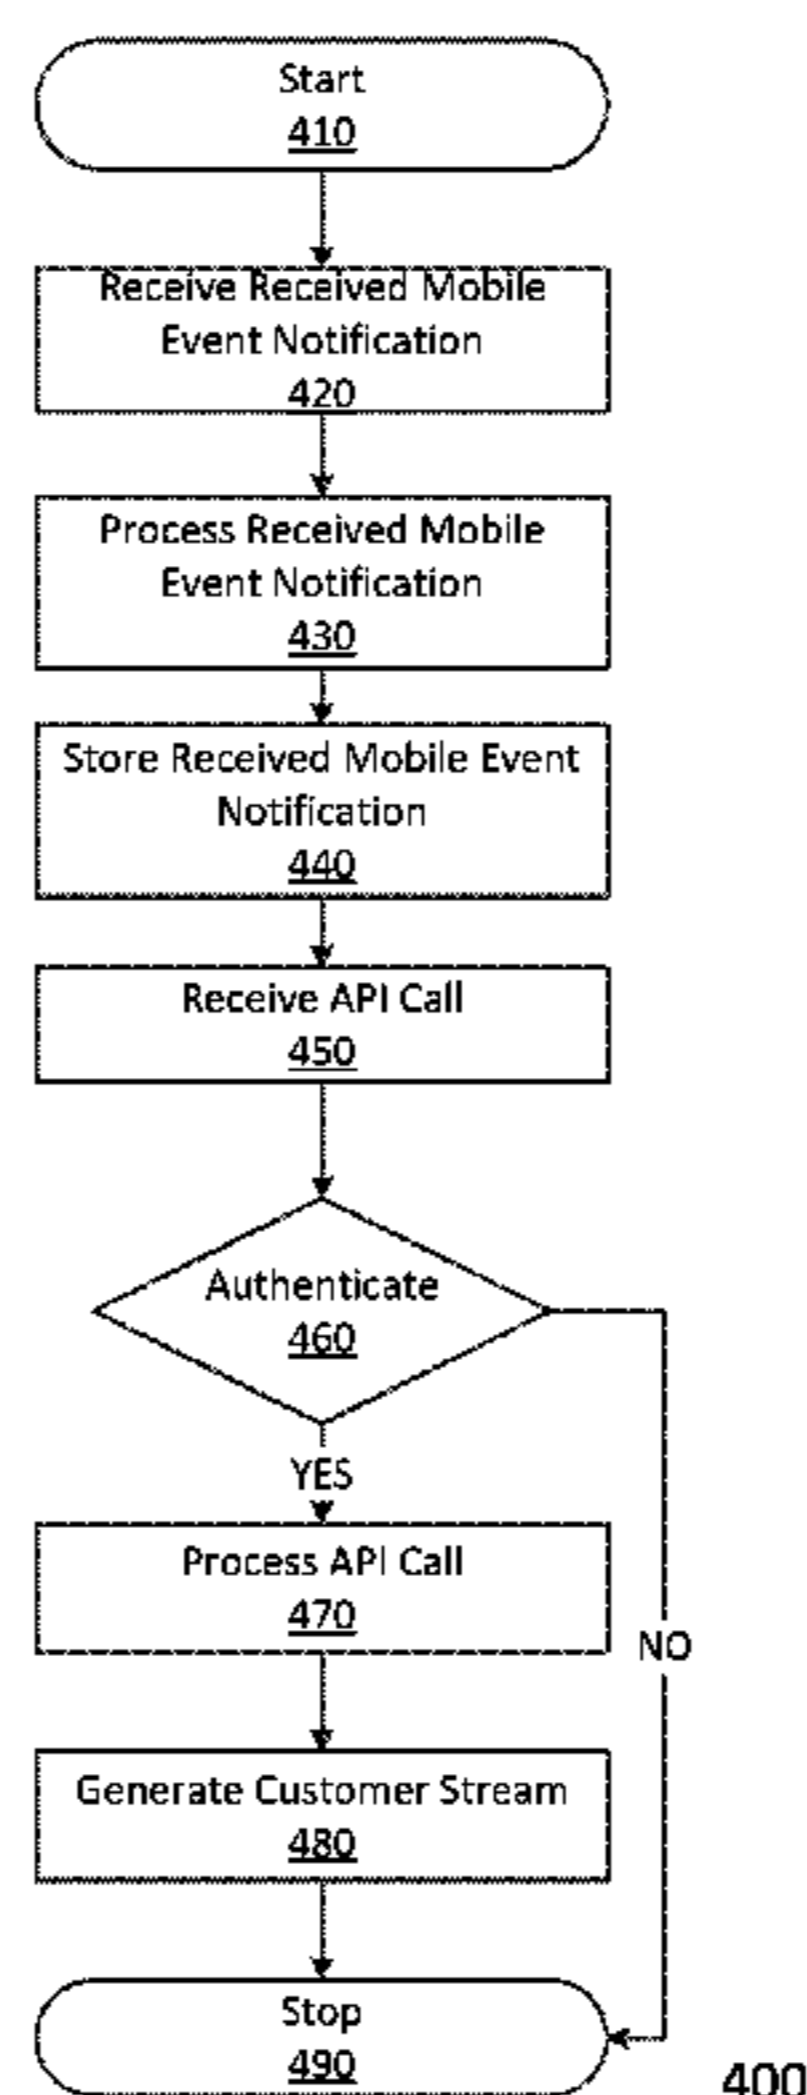 Start
410
Receive Received Mobile
Event Notification
420
Process Received Mobile
Event Notification
430
Store Received Mobile Event
Notification
440
Receive API Call
450
Authenticate
460
YES
Process API Call
470
NO
Generate Customer Stream
480
Stop
490
400